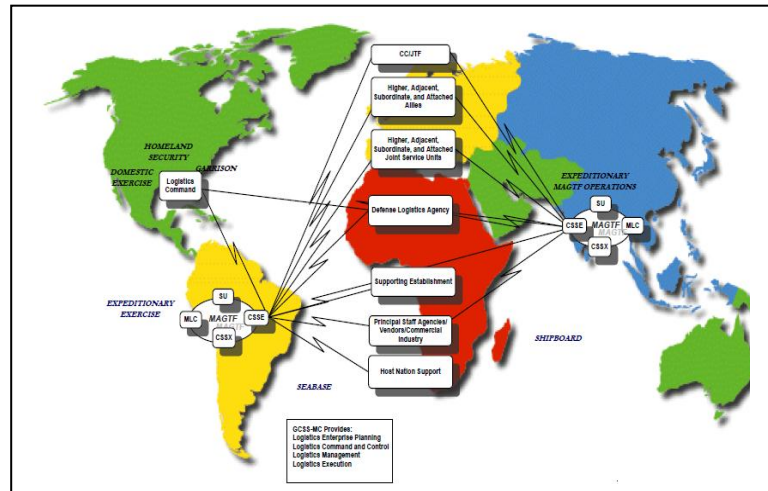 CC/JTF
Higher, Adjacent,
Subordinate, and Attached
Allies
HOMELAND
SECURITY
Higher, Adjacent,
Subordinate, and Attached
Joint Service Units
GARRISON
DOMESTIC
EXERCISE
Logistics
Command
EXPEDITIONARY
MAGTF OPERATIONS
Defense Logistics Agency
SU
CSSE
MAGTF
MAGTF
MLC
CSSX
Supporting Establishment
EXPEDITIONARY
EXERCISE
SU
MLC
MAGTF
MAGTF
CSSE
CSSX
Principal Staff Agencies/
Vendors/Commercial
Industry
SHIPBOARD
Host Nation Support
SEABASE
GCSS-MC Provides:
Logistics Enterprise Planning
Logistics Command and Control
Logistics Management
Logistics Execution